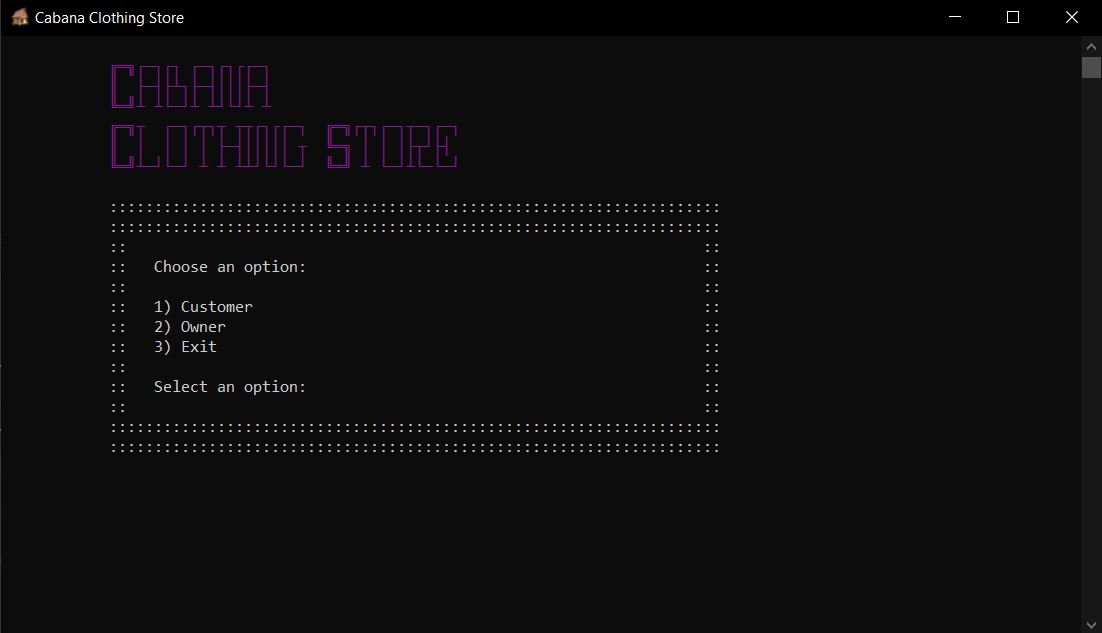 Cabana Clothing Store
CABANA
CLOTHING STORE
::::::::::::::::::::::::::::::::::::::::::::::::::::::::::::::::::::
::::::::::::::::::::::::::::::::::::::::::::::::::::::::::::::::::::
:: ::
:: Choose an option: ::
:: ::
:: 1) Customer ::
:: 2) Owner ::
:: 3) Exit ::
:: ::
:: Select an option: ::
:: ::
::::::::::::::::::::::::::::::::::::::::::::::::::::::::::::::::::::
::::::::::::::::::::::::::::::::::::::::::::::::::::::::::::::::::::